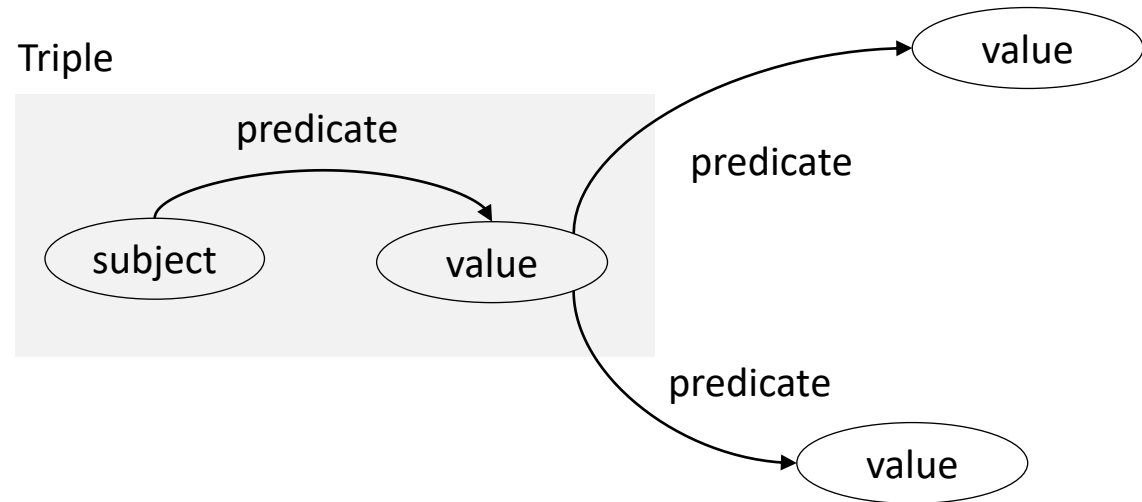 value
Triple
predicate
predicate
subject
value
predicate
value